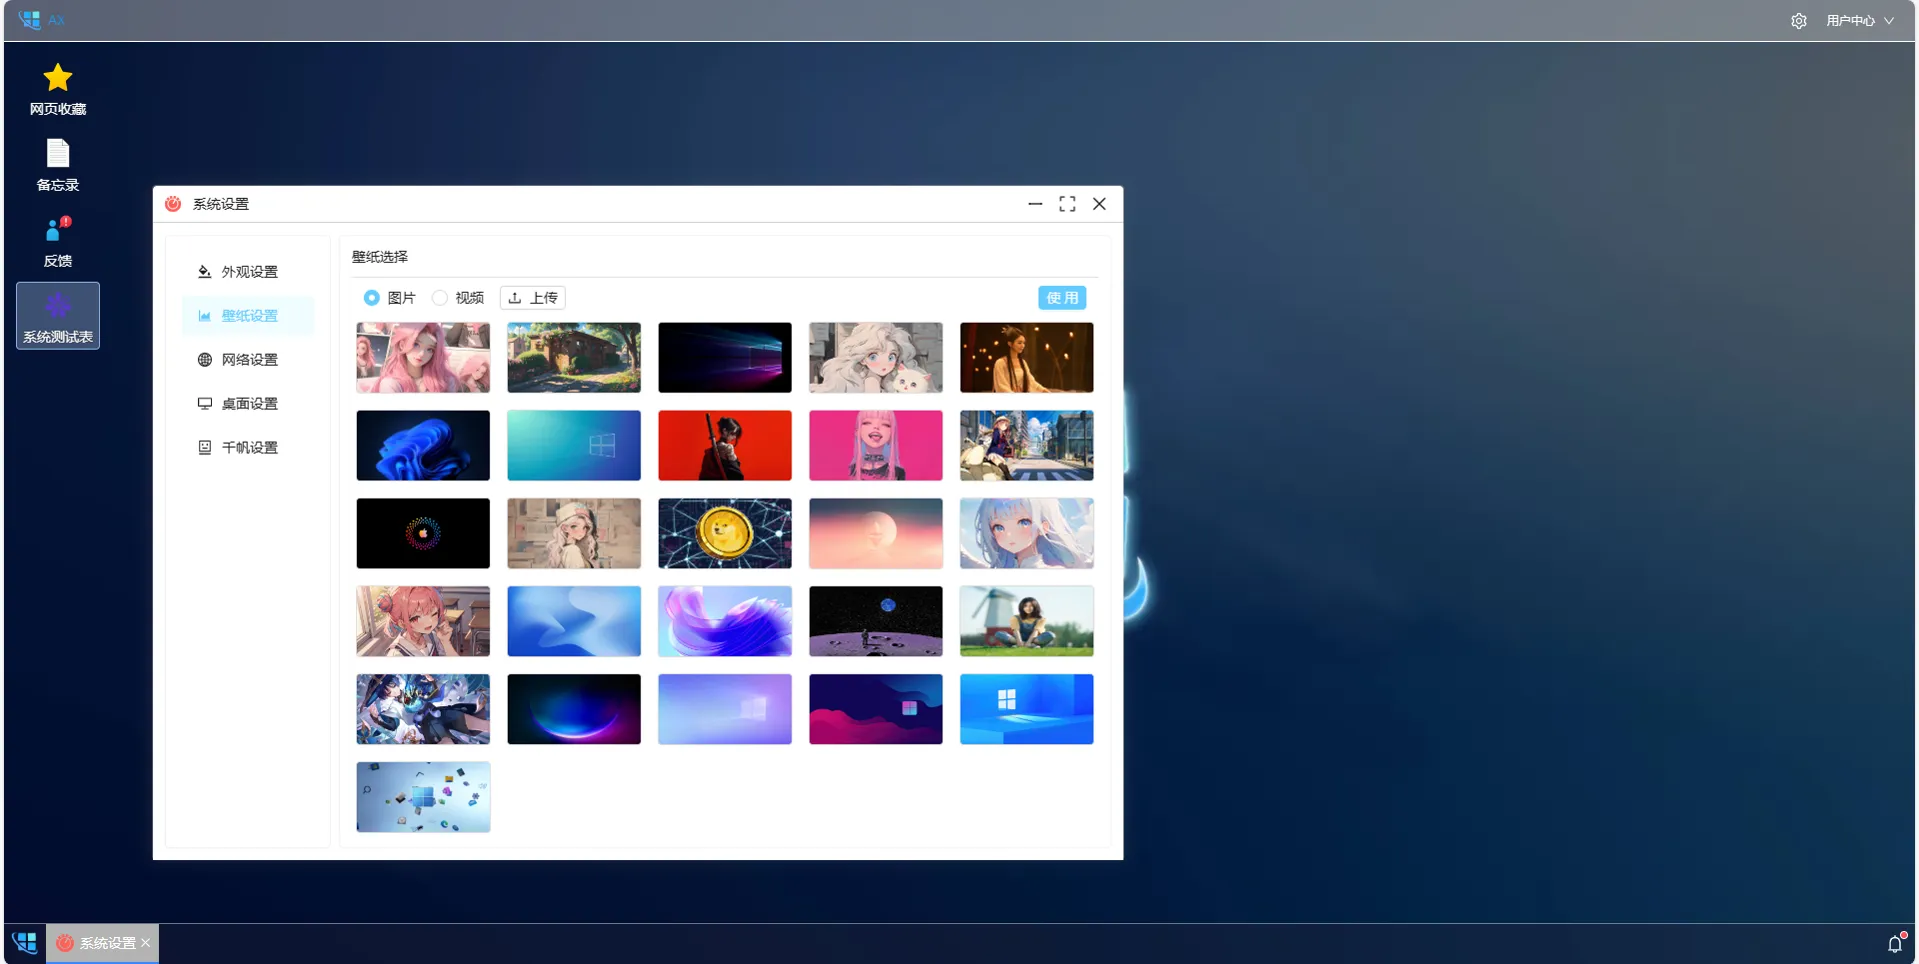 AX
用户中心
网页收藏
备忘录
反馈
系统测试表
系统设置
外观设置
壁纸设置
网络设置
桌面设置
千帆设置
壁纸选择
图片 视频 上传 使用
系统设置